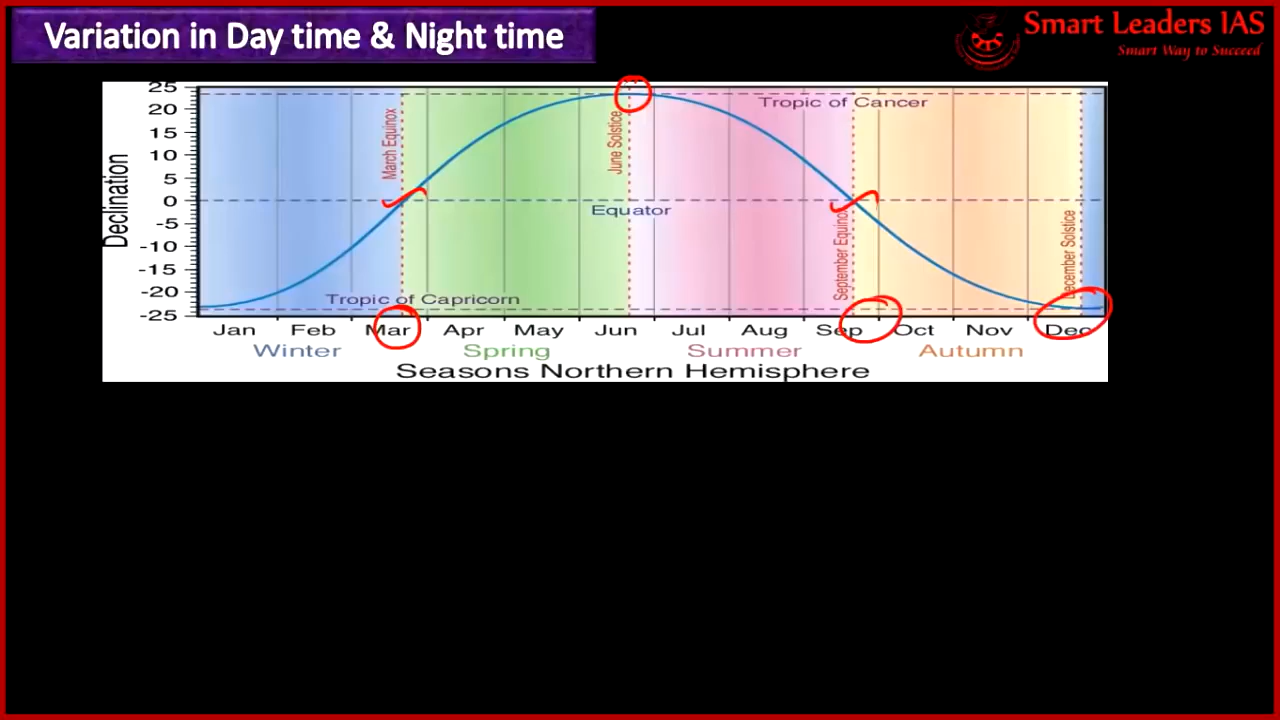 Variation in Day time & Night time
Smart Leaders IAS
Smart Way to Succeed
25
20
15
10
5
0
-5
-10
-15
-20
-25
Declination
March Equinox
June Solstice
September Equinox
December Solstice
Tropic of Cancer
Equator
Tropic of Capricorn
Jan Feb Mar Apr May Jun Jul Aug Sep Oct Nov Dec
Winter Spring Summer Autumn
Seasons Northern Hemisphere